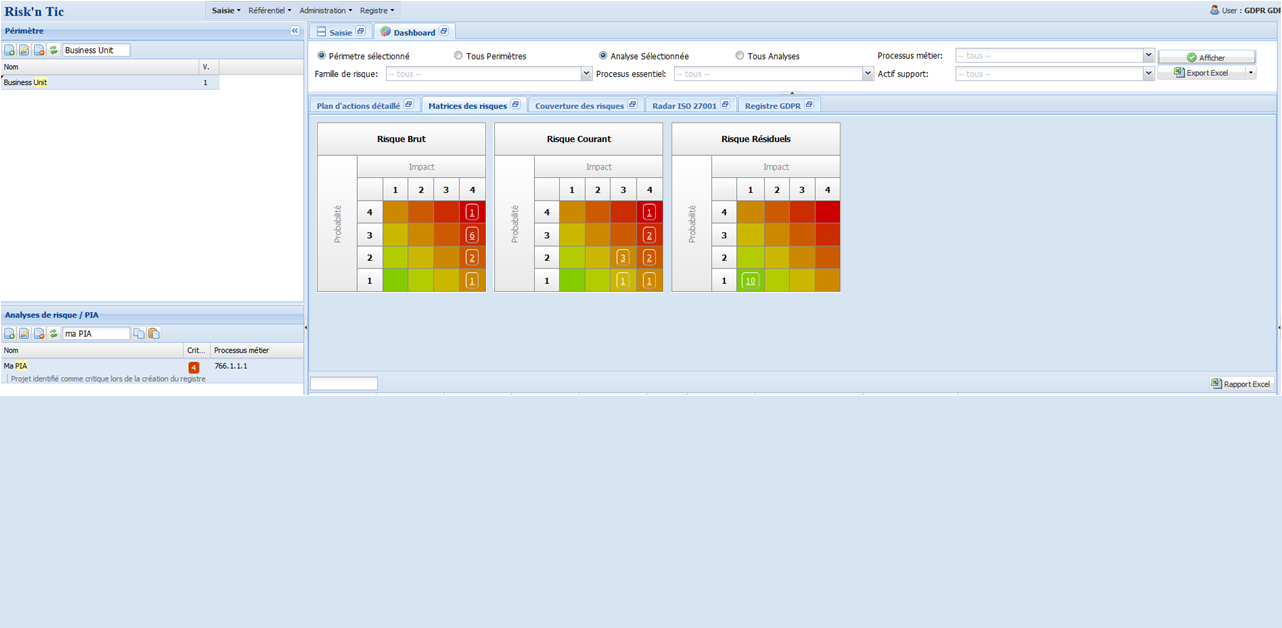 Risk'n Tic
Saisie Référentiel Administration Registre
User : GDPR GDF
Périmètre
Business Unit
Nom V.
Business Unit 1
Analyses de risque / PIA
ma PIA
Nom Crit... Processus métier
Ma PIA 4 766.1.1.1
Projet identifié comme critique lors de la création du registre
Saisie Dashboard
Périmètre sélectionné Tous Perimètres Analyse Sélectionnée Tous Analyses Processus métier: -- tous -- Afficher
Famille de risque: -- tous -- Procesus essentiel: -- tous -- Actif support: -- tous -- Export Excel
Plan d'actions détaillé Matrices des risques Couverture des risques Radar ISO 27001 Registre GDPR
Risque Brut
Impact
Probabilité
1 2 3 4
4 1
3 6
2 2
1 1
Risque Courant
Impact
Probabilité
1 2 3 4
4 1
3 2
2 3 2
1 1 1
Risque Résiduels
Impact
Probabilité
1 2 3 4
4
3
2
1 10
Rapport Excel